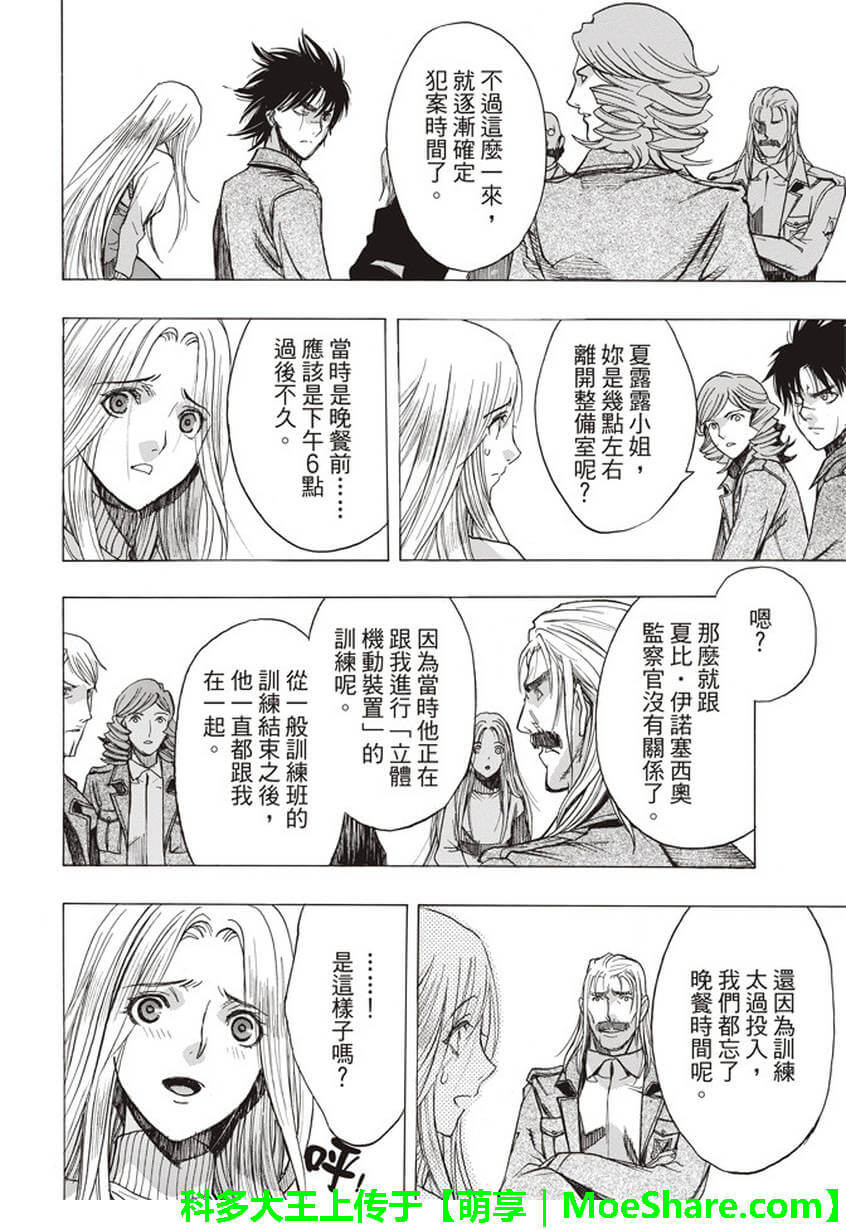 不過這麼一來，
就逐漸確定
犯案時間了。
夏露露小姐，
妳是幾點左右
離開整備室呢？
當時是晚餐前……
應該是下午6點
過後不久。
嗯？
那麼就跟
夏比・伊諾塞西奧
監察官沒有關係了。
因為當時他正在
跟我進行「立體
機動裝置」的
訓練呢。
從一般訓練班的
訓練結束之後，
他一直都跟我
在一起。
還因為訓練
太過投入，
我們都忘了
晚餐時間呢。
……！
是這樣子嗎？
科多大王上传于【萌享｜MoeShare.com】